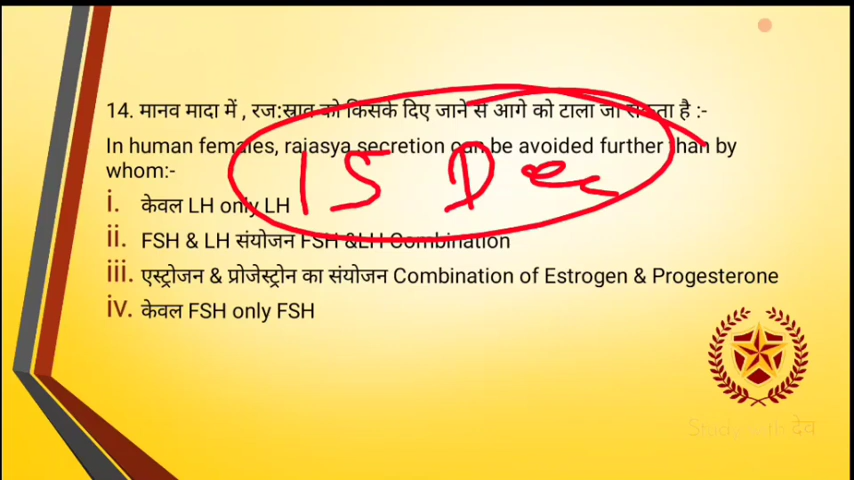 14. मानव मादा में , रज:स्राव को किसके दिए जाने से आगे को टाला जा सकता है :-
In human females, rajasya secretion can be avoided further than by
whom:-
15 Dec
i. केवल LH only LH
ii. FSH & LH संयोजन FSH &LH Combination
iii. एस्ट्रोजन & प्रोजेस्ट्रोन का संयोजन Combination of Estrogen & Progesterone
iv. केवल FSH only FSH
Study with देव